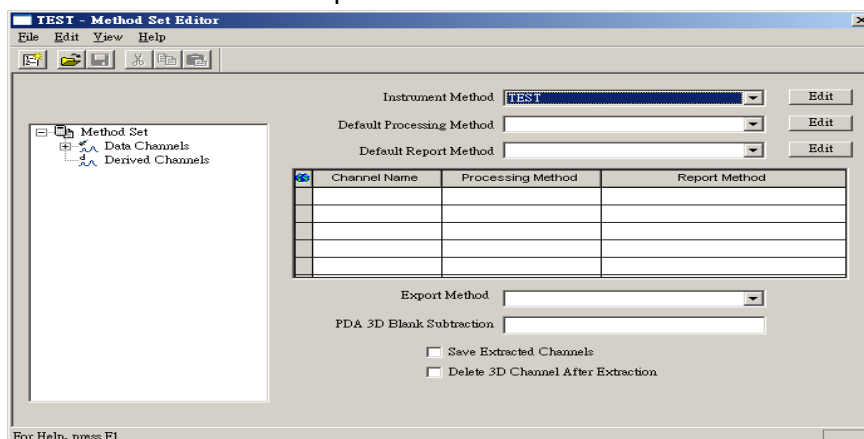 TEST - Method Set Editor
File Edit View Help
Instrument Method TEST Edit
Default Processing Method Edit
Default Report Method Edit
Method Set
Data Channels
Derived Channels
Channel Name Processing Method Report Method
Export Method
PDA 3D Blank Subtraction
Save Extracted Channels
Delete 3D Channel After Extraction
For Help, press F1